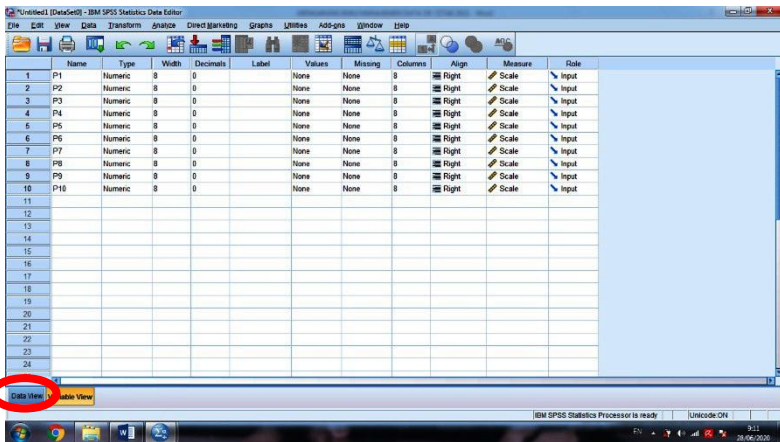 *Untitled1 [DataSet0] - IBM SPSS Statistics Data Editor
File Edit View Data Transform Analyze Direct Marketing Graphs Utilities Add-ons Window Help
Name Type Width Decimals Label Values Missing Columns Align Measure Role
1 P1 Numeric 8 0 None None 8 Right Scale Input
2 P2 Numeric 8 0 None None 8 Right Scale Input
3 P3 Numeric 8 0 None None 8 Right Scale Input
4 P4 Numeric 8 0 None None 8 Right Scale Input
5 P5 Numeric 8 0 None None 8 Right Scale Input
6 P6 Numeric 8 0 None None 8 Right Scale Input
7 P7 Numeric 8 0 None None 8 Right Scale Input
8 P8 Numeric 8 0 None None 8 Right Scale Input
9 P9 Numeric 8 0 None None 8 Right Scale Input
10 P10 Numeric 8 0 None None 8 Right Scale Input
11
12
13
14
15
16
17
18
19
20
21
22
23
24
Data View Variable View
IBM SPSS Statistics Processor is ready Unicode:ON
EN 9:11
28/06/2020